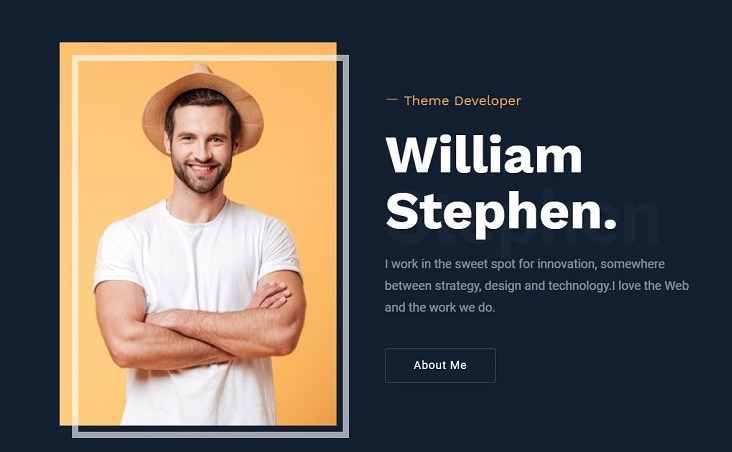 — Theme Developer
William
Stephen.
I work in the sweet spot for innovation, somewhere
between strategy, design and technology.I love the Web
and the work we do.
About Me